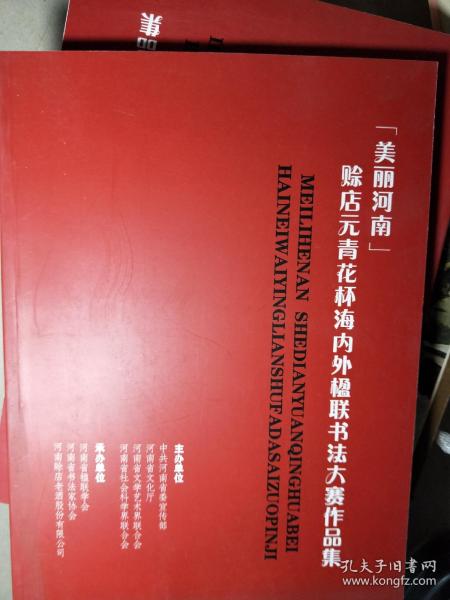 「美丽河南」
赊店元青花杯海内外楹联书法大赛作品集
MEILIHENAN SHEDIANYUANQINGHUABEI
HAINEIWAIYINGLIANSHUFADASAIZUOPINJI
主办单位
中共河南省委宣传部
河南省文化厅
河南省文学艺术界联合会
河南省社会科学界联合会
承办单位
河南省楹联学会
河南省书法家协会
河南赊店老酒股份有限公司
品集
孔夫子旧书网
www.kongfz.com